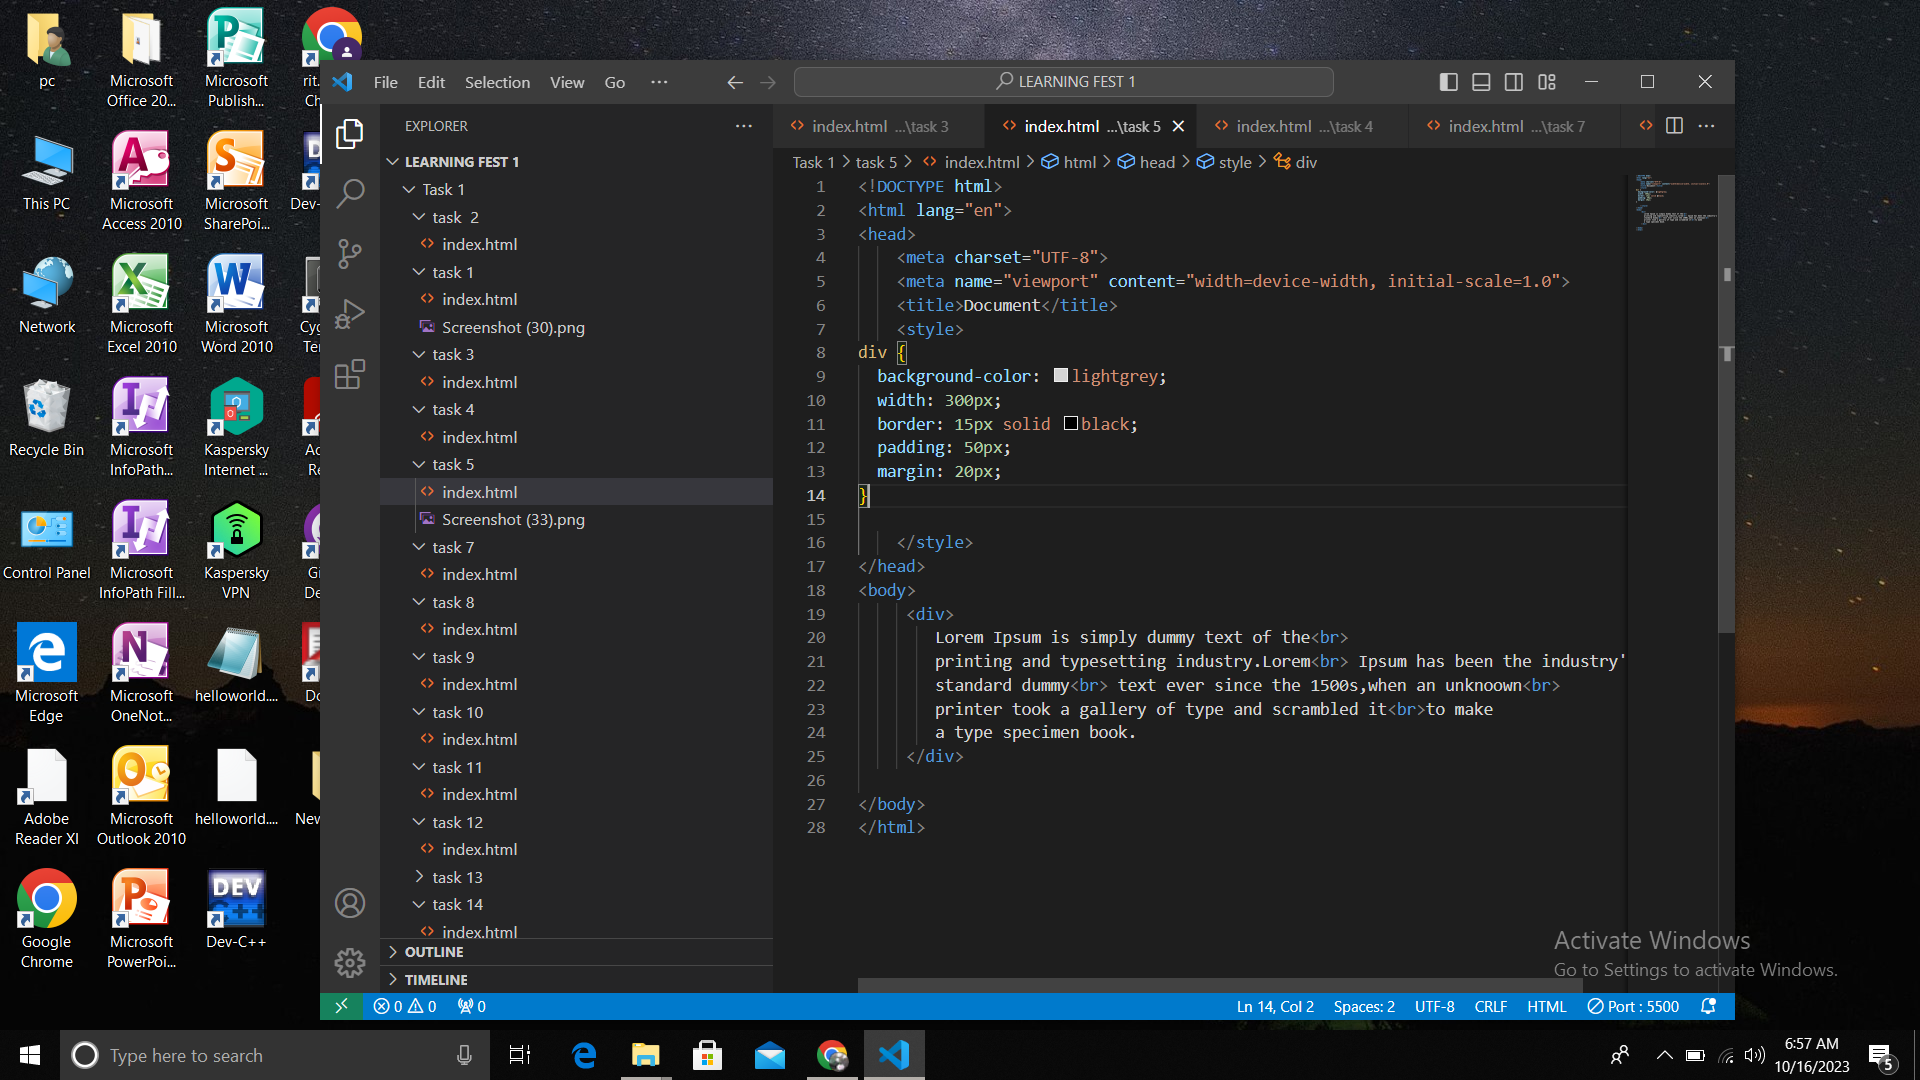 pc
Microsoft
Office 20...
Microsoft
Publish...
This PC
Microsoft
Access 2010
Microsoft
SharePoi...
Network
Microsoft
Excel 2010
Microsoft
Word 2010
Recycle Bin
Microsoft
InfoPath...
Kaspersky
Internet ...
Control Panel
Microsoft
InfoPath Fill...
Kaspersky
VPN
Microsoft
Edge
Microsoft
OneNot...
helloworld....
Adobe
Reader XI
Microsoft
Outlook 2010
helloworld....
Google
Chrome
Microsoft
PowerPoi...
DEV
C++
Dev-C++
rit.
Ch
Dev-
Cyg
Ter
Ac
Re
Gi
De
Do
New
File Edit Selection View Go ···
LEARNING FEST 1
EXPLORER ···
LEARNING FEST 1
Task 1
task  2
index.html
task 1
index.html
Screenshot (30).png
task 3
index.html
task 4
index.html
task 5
index.html
Screenshot (33).png
task 7
index.html
task 8
index.html
task 9
index.html
task 10
index.html
task 11
index.html
task 12
index.html
task 13
task 14
index.html
OUTLINE
TIMELINE
index.html ...\task 3
index.html ...\task 5
index.html ...\task 4
index.html ...\task 7
Task 1 > task 5 > index.html > html > head > style > div
1 <!DOCTYPE html>
2 <html lang="en">
3 <head>
4 <meta charset="UTF-8">
5 <meta name="viewport" content="width=device-width, initial-scale=1.0">
6 <title>Document</title>
7 <style>
8 div {
9 background-color: lightgrey;
10 width: 300px;
11 border: 15px solid black;
12 padding: 50px;
13 margin: 20px;
14 }
15
16 </style>
17 </head>
18 <body>
19 <div>
20 Lorem Ipsum is simply dummy text of the<br>
21 printing and typesetting industry.Lorem<br> Ipsum has been the industry'
22 standard dummy<br> text ever since the 1500s,when an unknoown<br>
23 printer took a gallery of type and scrambled it<br>to make
24 a type specimen book.
25 </div>
26
27 </body>
28 </html>
Activate Windows
Go to Settings to activate Windows.
0 0 0
Ln 14, Col 2 Spaces: 2 UTF-8 CRLF HTML Port : 5500
Type here to search
6:57 AM
10/16/2023
5